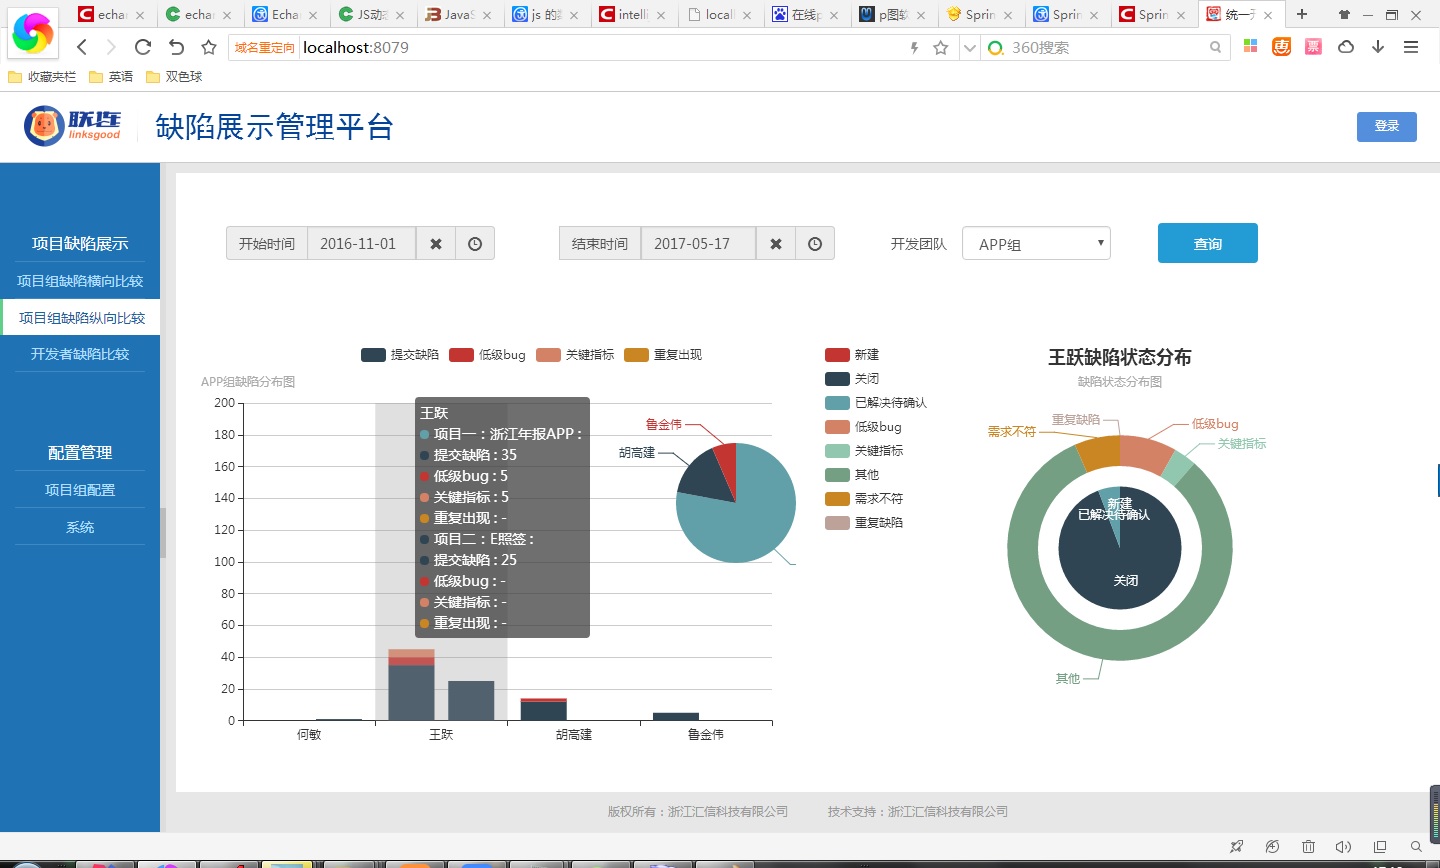 echar
echar
Echar
JS动态
JavaS
js 的数
intelli
locall
在线p
p图软
Sprin
Sprin
Sprin
统一开
域名重定向 localhost:8079
360搜索
惠
票
收藏夹栏 英语 双色球
联连
linksgood
缺陷展示管理平台
登录
项目缺陷展示
项目组缺陷横向比较
项目组缺陷纵向比较
开发者缺陷比较
配置管理
项目组配置
系统
开始时间 2016-11-01
结束时间 2017-05-17
开发团队 APP组
查询
提交缺陷 低级bug 关键指标 重复出现
APP组缺陷分布图
200
180
160
140
120
100
80
60
40
20
0
何敏 王跃 胡高建 鲁金伟
王跃
项目一：浙江年报APP :
提交缺陷 : 35
低级bug : 5
关键指标 : 5
重复出现 : -
项目二：E照签 :
提交缺陷 : 25
低级bug : -
关键指标 : -
重复出现 : -
鲁金伟
胡高建
新建
关闭
已解决待确认
低级bug
关键指标
其他
需求不符
重复缺陷
王跃缺陷状态分布
缺陷状态分布图
重复缺陷
需求不符
低级bug
关键指标
新建
已解决待确认
关闭
其他
版权所有：浙江汇信科技有限公司 技术支持：浙江汇信科技有限公司